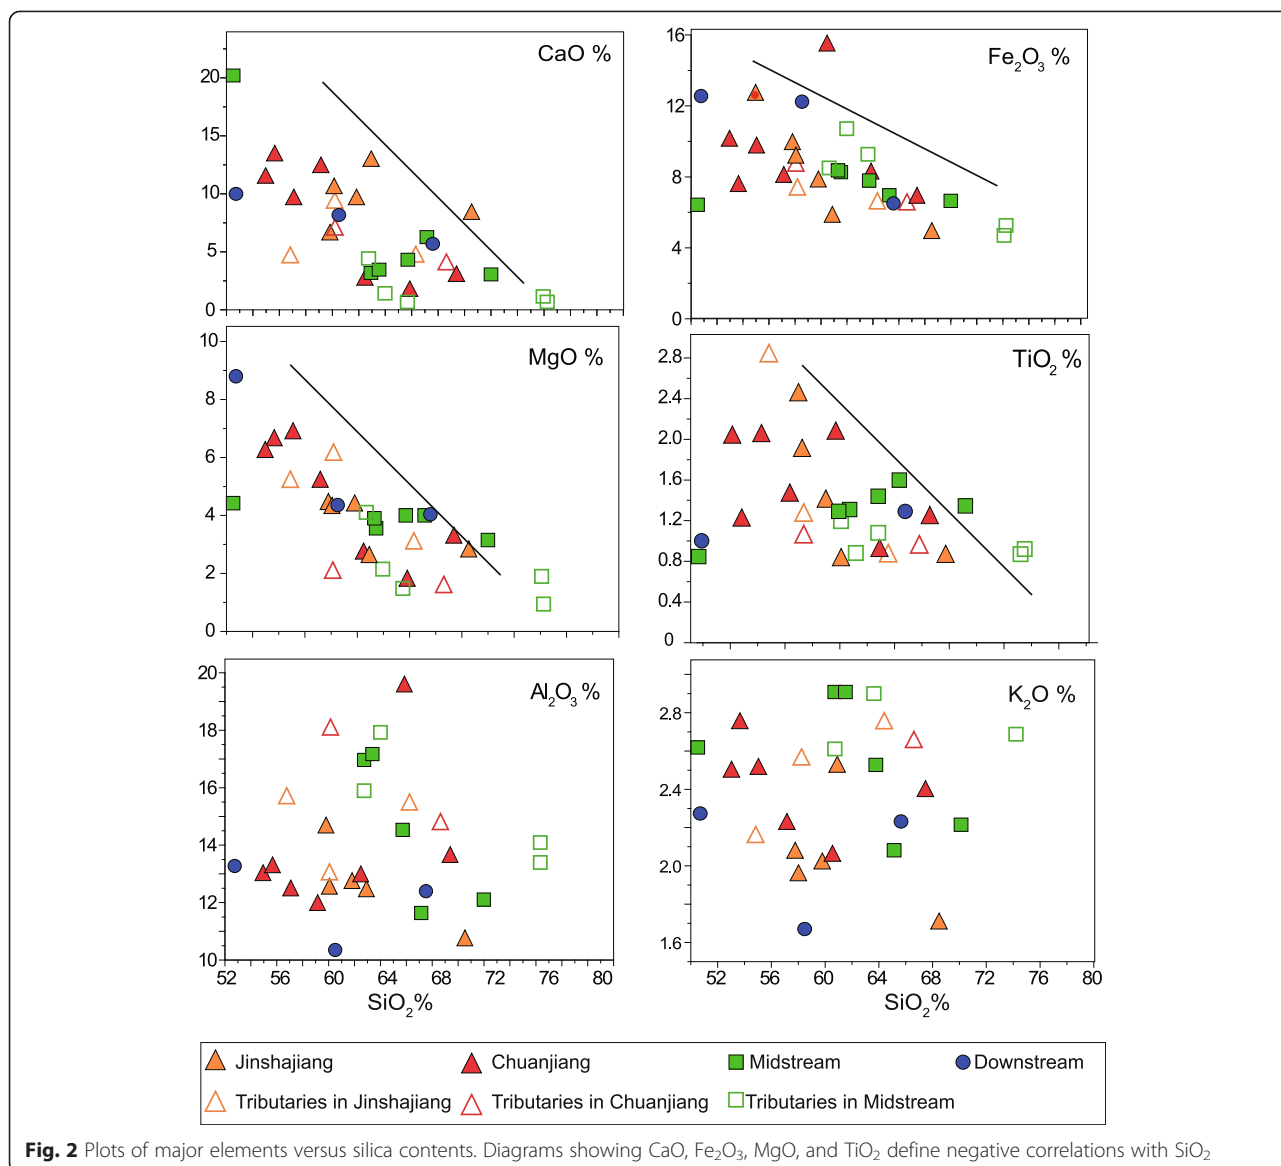 CaO %
20
15
10
5
0
Fe₂O₃ %
16
12
8
4
0
MgO %
10
8
6
4
2
0
TiO₂ %
2.8
2.4
2.0
1.6
1.2
0.8
0.4
0
Al₂O₃ %
20
18
16
14
12
10
52 56 60 64 68 72 76 80
SiO₂%
K₂O %
2.8
2.4
2.0
1.6
52 56 60 64 68 72 76 80
SiO₂%
Jinshajiang Chuanjiang Midstream Downstream
Tributaries in Jinshajiang Tributaries in Chuanjiang Tributaries in Midstream
Fig. 2 Plots of major elements versus silica contents. Diagrams showing CaO, Fe₂O₃, MgO, and TiO₂ define negative correlations with SiO₂